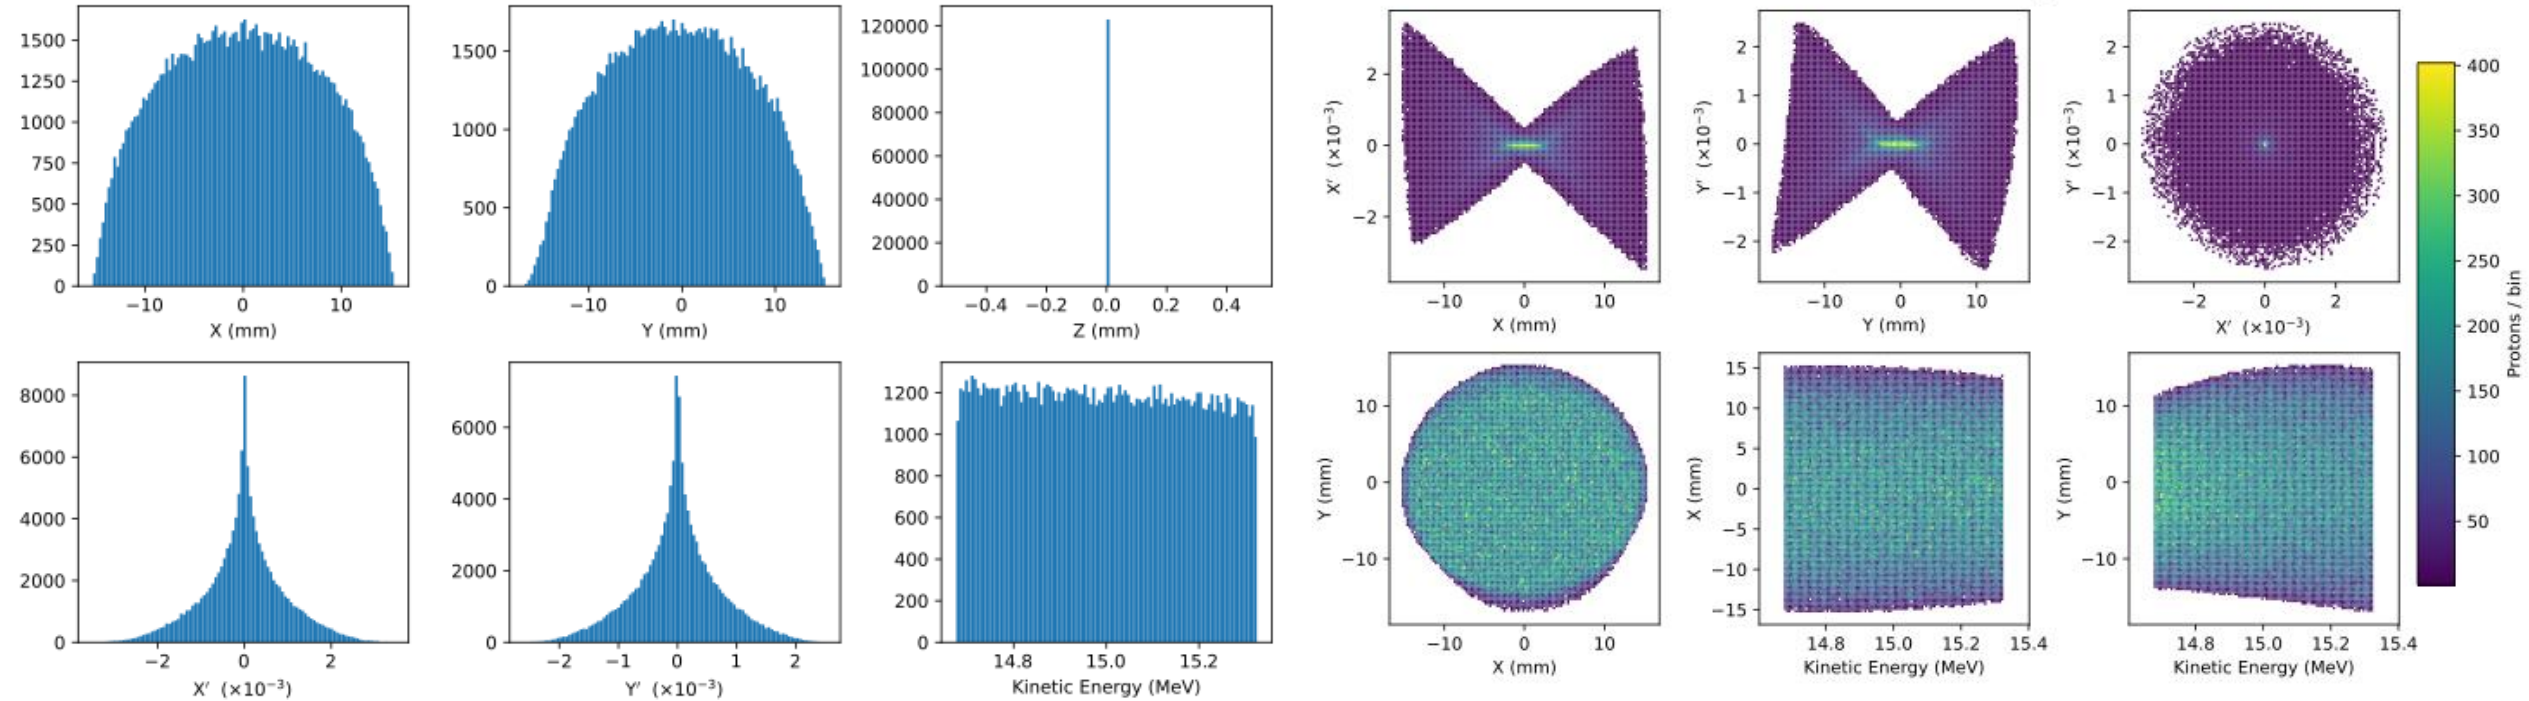 1500
1250
1000
750
500
250
0
−10 0 10
X (mm)
1500
1000
500
0
−10 0 10
Y (mm)
120000
100000
80000
60000
40000
20000
0
−0.4 −0.2 0.0 0.2 0.4
Z (mm)
2
0
−2
X′ (×10⁻³)
−10 0 10
X (mm)
2
1
0
−1
−2
Y′ (×10⁻³)
−10 0 10
Y (mm)
2
1
0
−1
−2
Y′ (×10⁻³)
−2 0 2
X′ (×10⁻³)
8000
6000
4000
2000
0
−2 0 2
X′ (×10⁻³)
6000
4000
2000
0
−2 −1 0 1 2
Y′ (×10⁻³)
1200
1000
800
600
400
200
0
14.8 15.0 15.2
Kinetic Energy (MeV)
10
0
−10
Y (mm)
−10 0 10
X (mm)
15
10
5
0
−5
−10
−15
X (mm)
14.8 15.0 15.2 15.4
Kinetic Energy (MeV)
10
0
−10
Y (mm)
14.8 15.0 15.2 15.4
Kinetic Energy (MeV)
400
350
300
250
200
150
100
50
Protons / bin